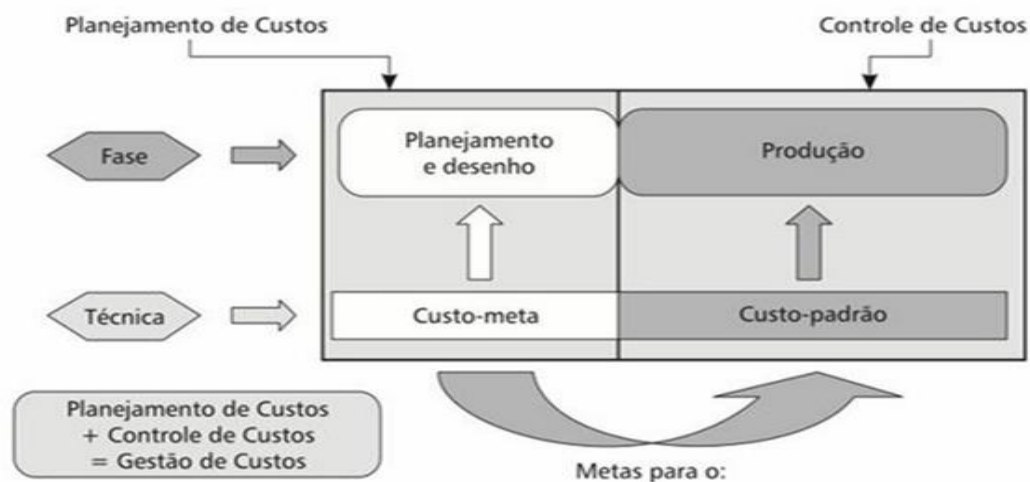 Planejamento de Custos
Controle de Custos
Fase
Planejamento
e desenho
Produção
Técnica
Custo-meta
Custo-padrão
Planejamento de Custos
+ Controle de Custos
= Gestão de Custos
Metas para o: